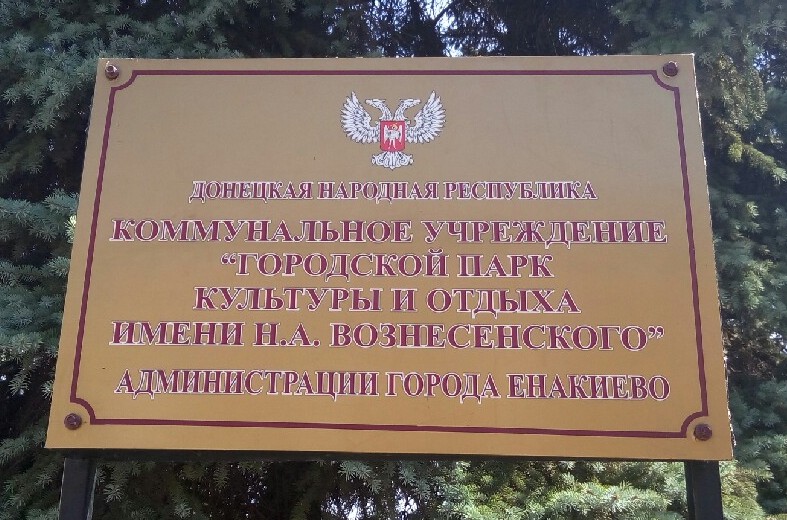 ДОНЕЦКАЯ НАРОДНАЯ РЕСПУБЛИКА
КОММУНАЛЬНОЕ УЧРЕЖДЕНИЕ
“ГОРОДСКОЙ ПАРК
КУЛЬТУРЫ И ОТДЫХА
ИМЕНИ Н.А. ВОЗНЕСЕНСКОГО”
АДМИНИСТРАЦИИ ГОРОДА ЕНАКИЕВО